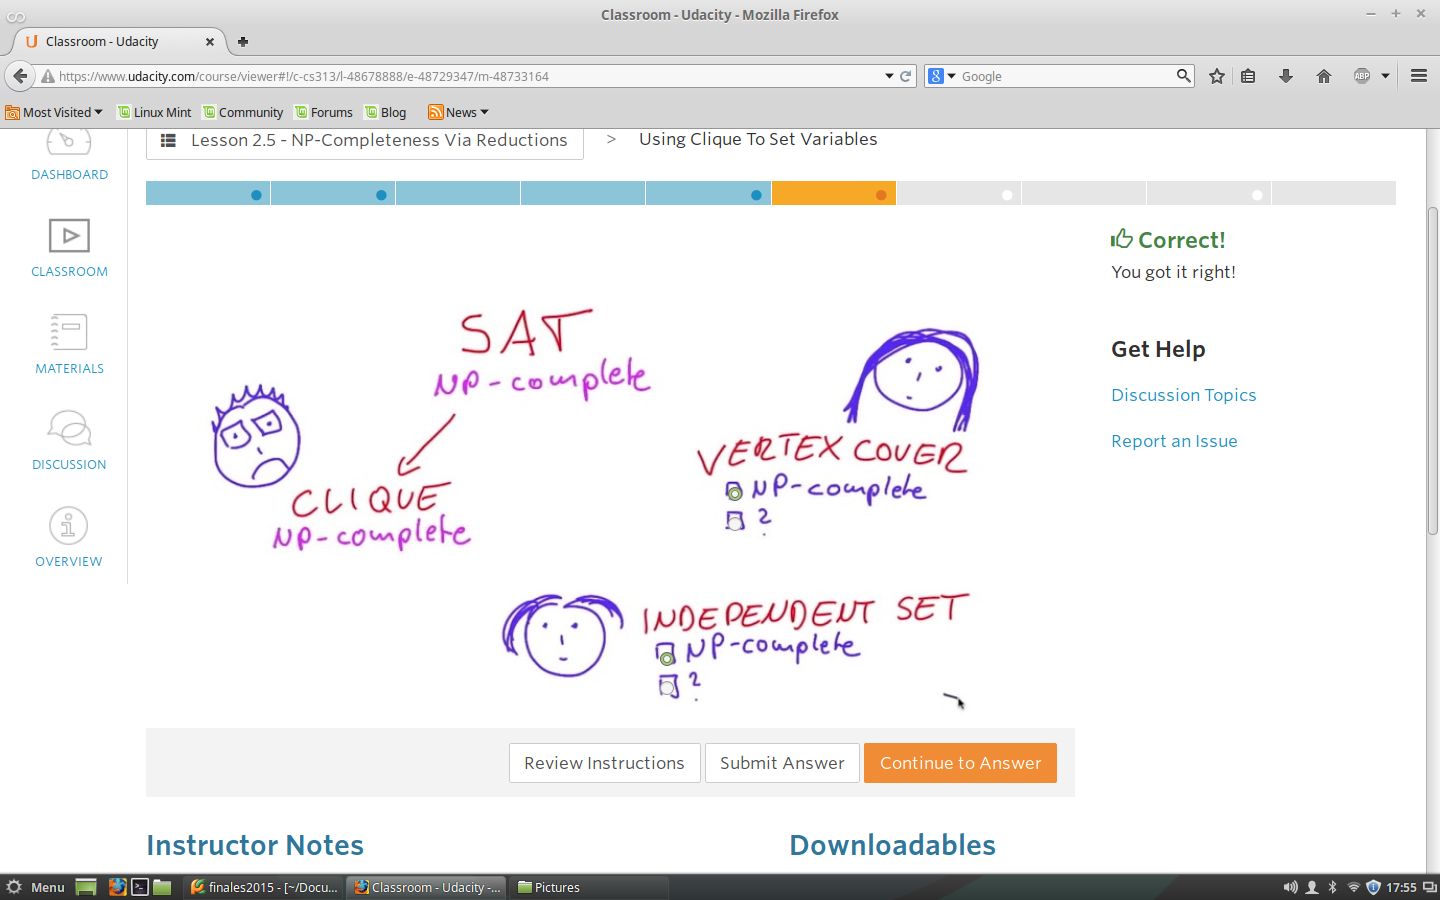 Classroom - Udacity - Mozilla Firefox
Classroom - Udacity
https://www.udacity.com/course/viewer#!/c-cs313/l-48678888/e-48729347/m-48733164
Google
ABP
Most Visited
Linux Mint
Community
Forums
Blog
News
Lesson 2.5 - NP-Completeness Via Reductions
> Using Clique To Set Variables
DASHBOARD
CLASSROOM
MATERIALS
DISCUSSION
OVERVIEW
SAT
NP-complete
CLIQUE
NP-complete
VERTEX COVER
NP-complete
?
INDEPENDENT SET
NP-complete
?
Correct!
You got it right!
Get Help
Discussion Topics
Report an Issue
Review Instructions
Submit Answer
Continue to Answer
Instructor Notes
Downloadables
Menu
finales2015 - [~/Docu...
Classroom - Udacity -...
Pictures
17:55